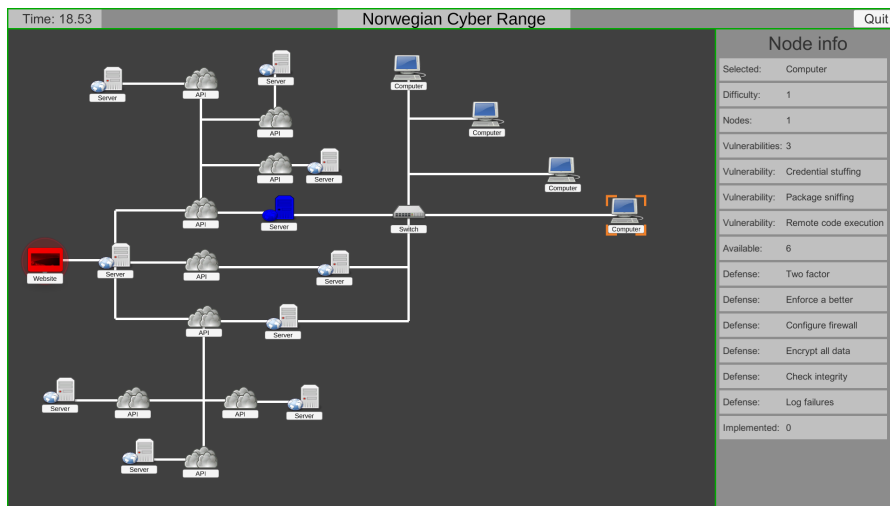 Time: 18.53
Norwegian Cyber Range
Quit
Node info
Selected: Computer
Difficulty: 1
Nodes: 1
Vulnerabilities: 3
Vulnerability: Credential stuffing
Vulnerability: Package sniffing
Vulnerability: Remote code execution
Available: 6
Defense: Two factor
Defense: Enforce a better
Defense: Configure firewall
Defense: Encrypt all data
Defense: Check integrity
Defense: Log failures
Implemented: 0
Server
API
Server
Computer
API
Computer
API
Server
Computer
API
Server
Switch
Computer
Website
Server
API
Server
API
Server
Server
API
API
Server
Server
API